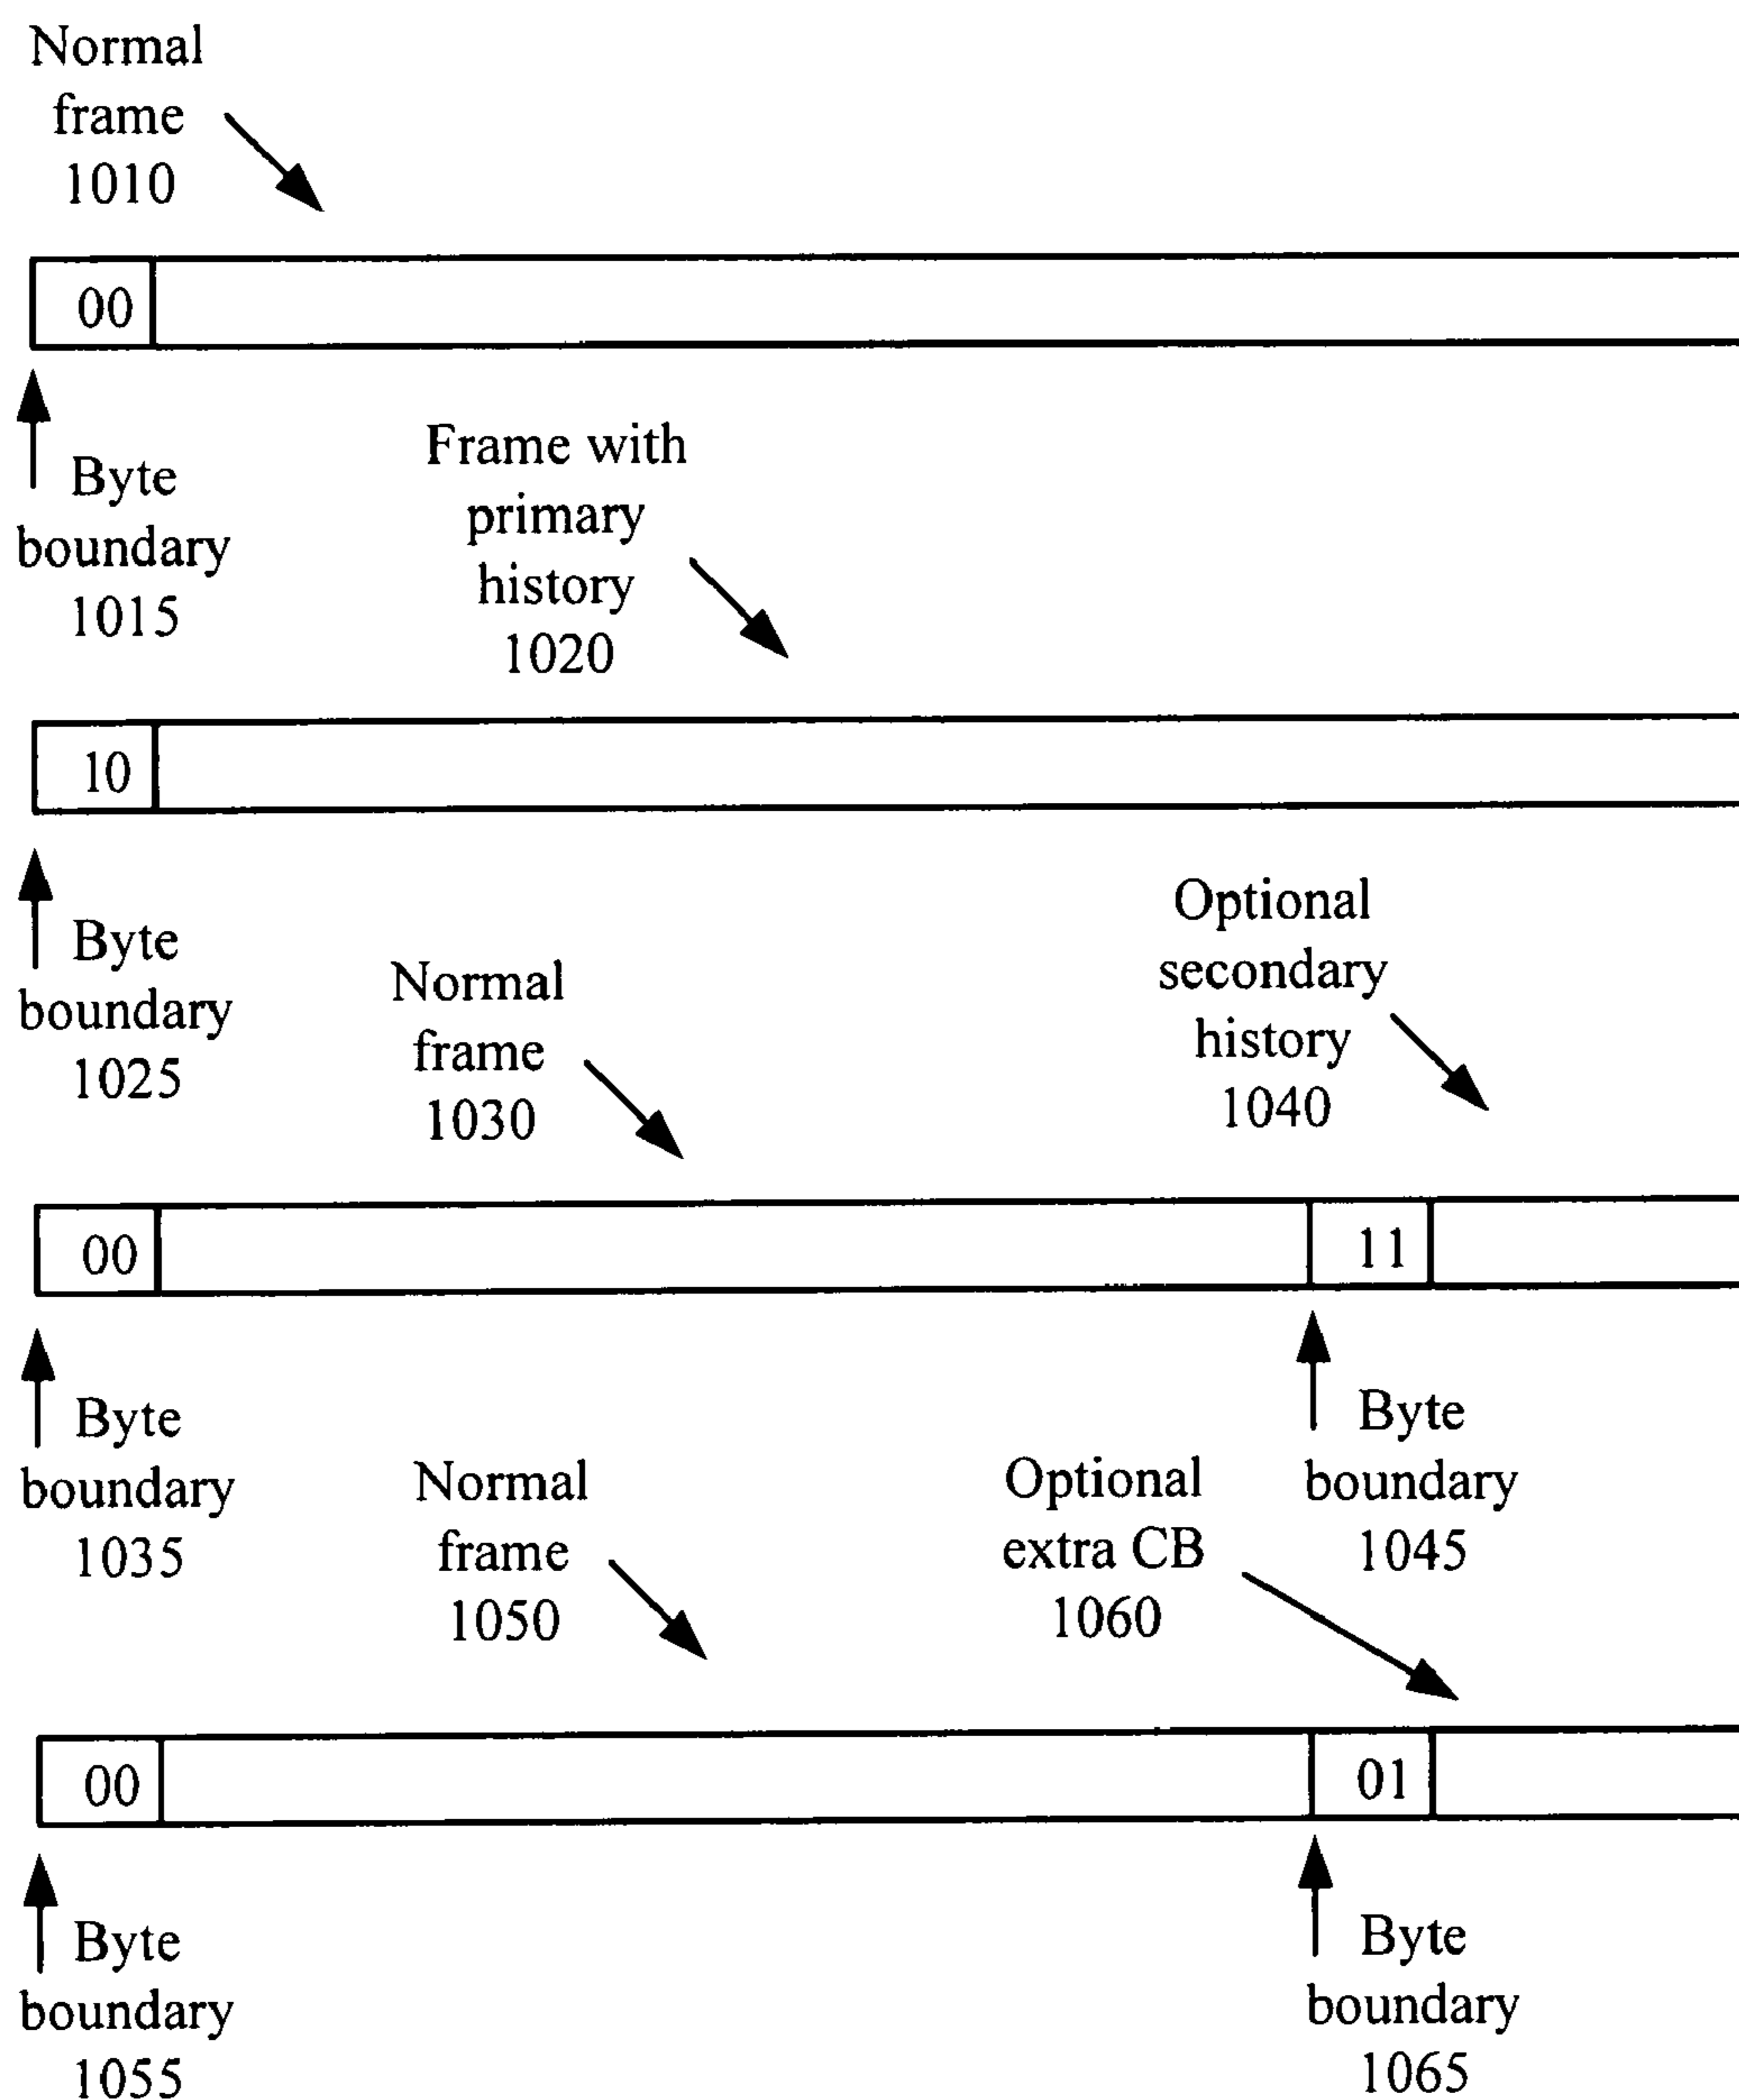 Normal
frame
1010
00
Byte
boundary
1015
Frame with
primary
history
1020
10
Byte
boundary
1025
Normal
frame
1030
Optional
secondary
history
1040
00
11
Byte
boundary
1035
Byte
boundary
1045
Normal
frame
1050
Optional
extra CB
1060
00
01
Byte
boundary
1055
Byte
boundary
1065